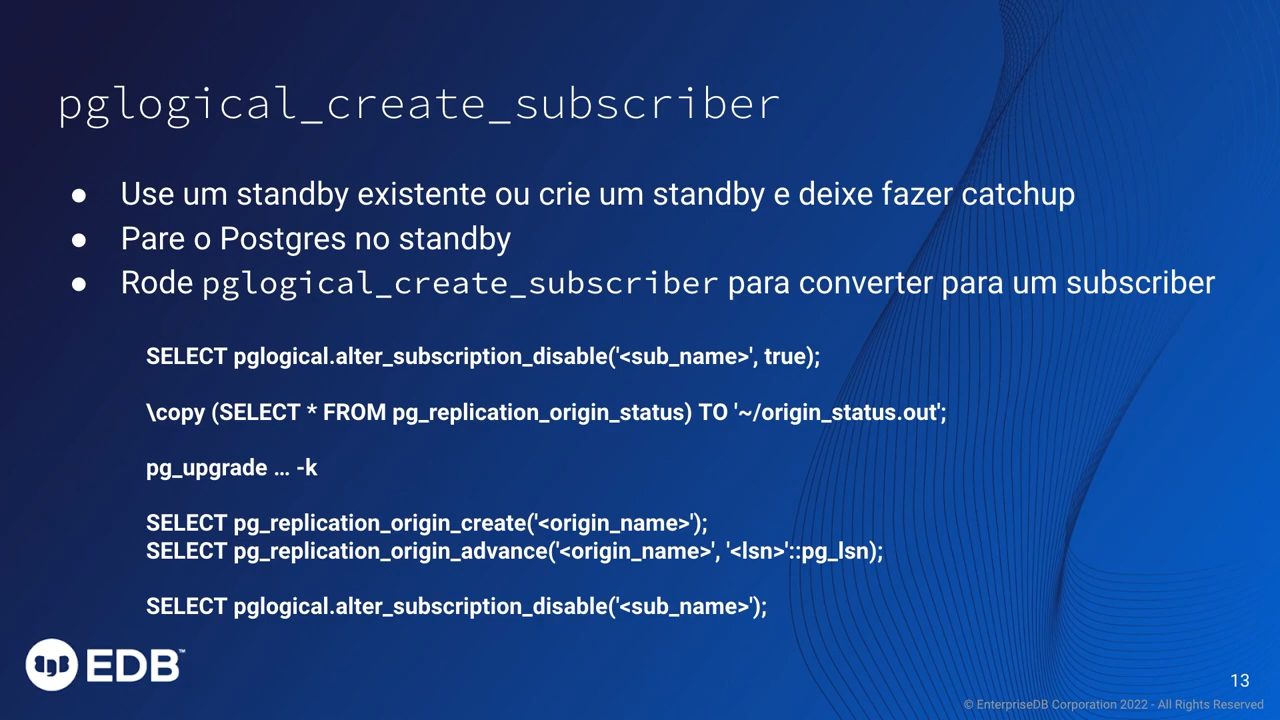 pglogical_create_subscriber
● Use um standby existente ou crie um standby e deixe fazer catchup
● Pare o Postgres no standby
● Rode pglogical_create_subscriber para converter para um subscriber
SELECT pglogical.alter_subscription_disable('<sub_name>', true);
\copy (SELECT * FROM pg_replication_origin_status) TO '~/origin_status.out';
pg_upgrade … -k
SELECT pg_replication_origin_create('<origin_name>');
SELECT pg_replication_origin_advance('<origin_name>', '<lsn>'::pg_lsn);
SELECT pglogical.alter_subscription_disable('<sub_name>');
EDB™
13
© EnterpriseDB Corporation 2022 - All Rights Reserved